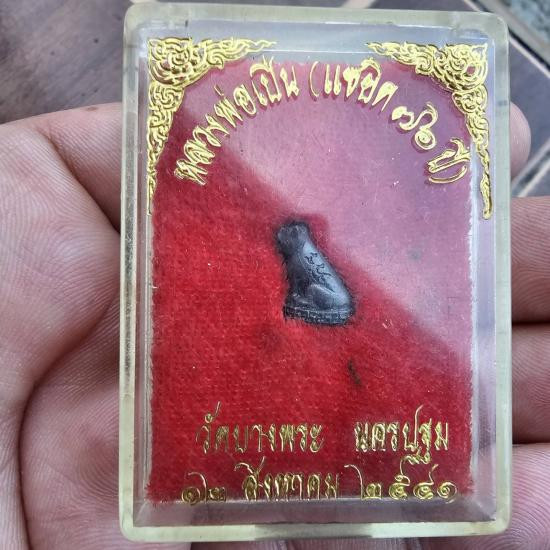 หลวงพ่อเปิ่น (แซยิด ๗๖ ปี)
วัดบางพระ นครปฐม
๑๒ สิงหาคม ๒๕๔๑